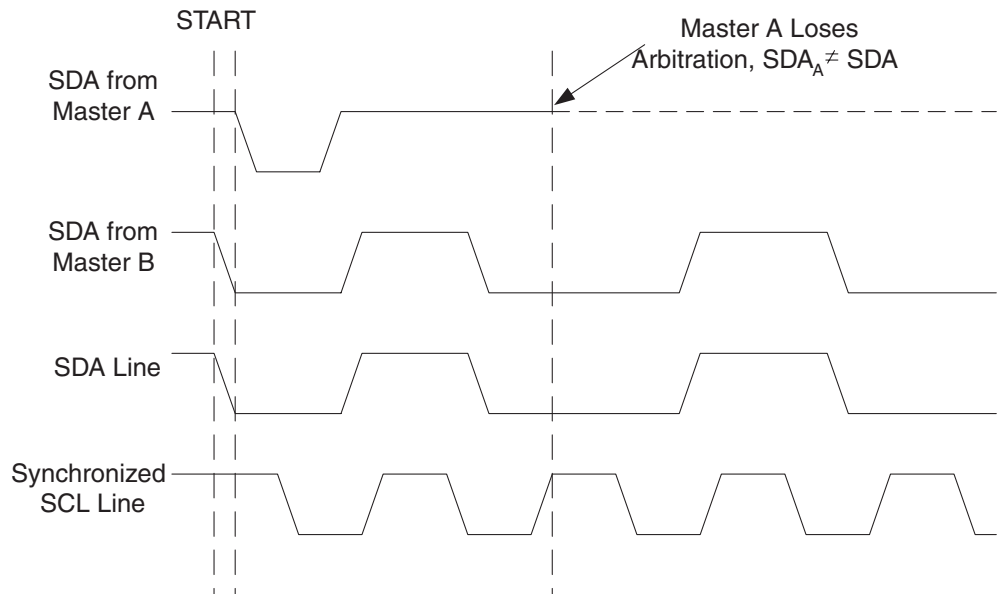 START
Master A Loses
Arbitration, SDA_A ≠ SDA
SDA from
Master A
SDA from
Master B
SDA Line
Synchronized
SCL Line